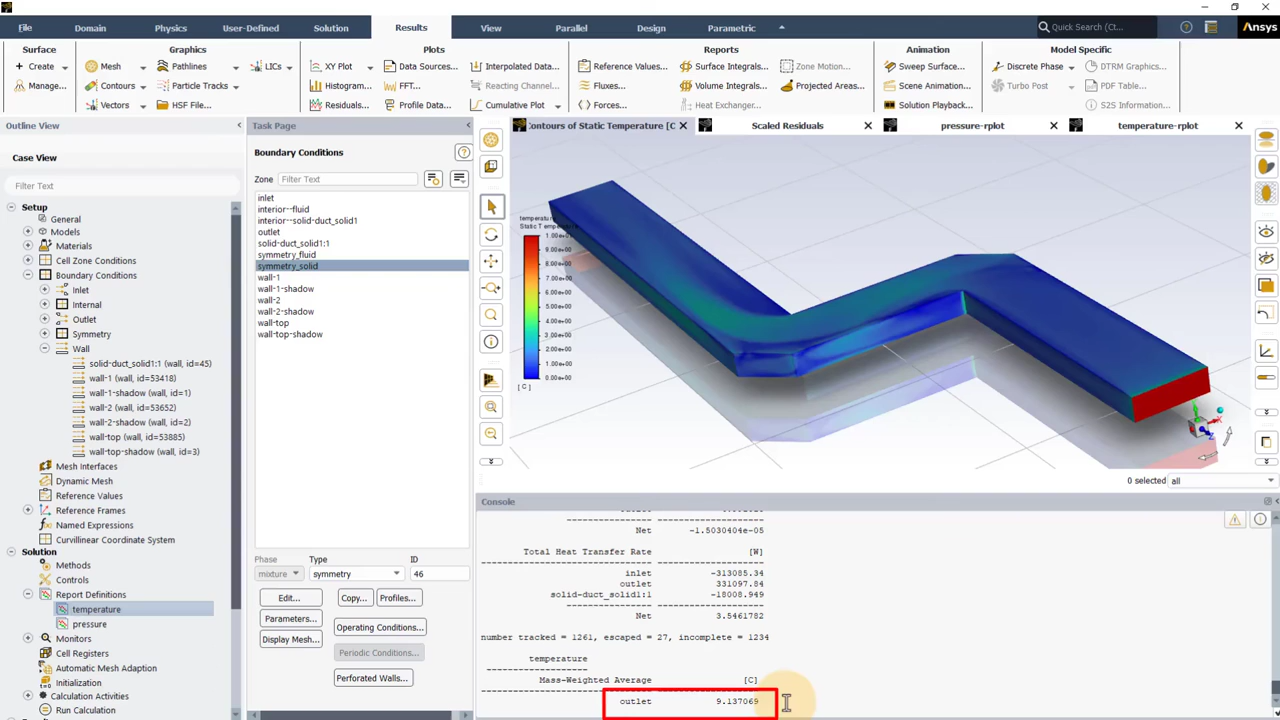 File
Domain
Physics
User-Defined
Solution
Results
View
Parallel
Design
Parametric
Quick Search (Ct...
Ansys
Surface
Create
Manage...
Graphics
Mesh
Contours
Vectors
Pathlines
Particle Tracks
HSF File...
LICs
Plots
XY Plot
Histogram...
Residuals...
Data Sources...
FFT...
Profile Data...
Interpolated Data...
Reacting Channel...
Cumulative Plot
Reports
Reference Values...
Fluxes...
Forces...
Surface Integrals...
Volume Integrals...
Heat Exchanger...
Zone Motion...
Projected Areas...
Animation
Sweep Surface...
Scene Animation...
Solution Playback...
Model Specific
Discrete Phase
Turbo Post
DTRM Graphics...
PDF Table...
S2S Information...
Outline View
Case View
Filter Text
Setup
General
Models
Materials
Cell Zone Conditions
Boundary Conditions
Inlet
Internal
Outlet
Symmetry
Wall
solid-duct_solid1:1 (wall, id=45)
wall-1 (wall, id=53418)
wall-1-shadow (wall, id=1)
wall-2 (wall, id=53652)
wall-2-shadow (wall, id=2)
wall-top (wall, id=53885)
wall-top-shadow (wall, id=3)
Mesh Interfaces
Dynamic Mesh
Reference Values
Reference Frames
Named Expressions
Curvilinear Coordinate System
Solution
Methods
Controls
Report Definitions
temperature
pressure
Monitors
Cell Registers
Automatic Mesh Adaption
Initialization
Calculation Activities
Run Calculation
Task Page
Boundary Conditions
Zone Filter Text
inlet
interior--fluid
interior--solid-duct_solid1
outlet
solid-duct_solid1:1
symmetry_fluid
symmetry_solid
wall-1
wall-1-shadow
wall-2
wall-2-shadow
wall-top
wall-top-shadow
Phase Type ID
mixture symmetry 46
Edit... Copy... Profiles...
Parameters... Operating Conditions...
Display Mesh... Periodic Conditions...
Perforated Walls...
Contours of Static Temperature [C
Scaled Residuals
pressure-rplot
temperature-rplot
Static
[ C ]
0 selected all
Console
Net -1.5030404e-05
Total Heat Transfer Rate [W]
inlet -313085.34
outlet 331097.84
solid-duct_solid1:1 -18008.949
Net 3.5461782
number tracked = 1261, escaped = 27, incomplete = 1234
temperature
Mass-Weighted Average [C]
outlet 9.137069